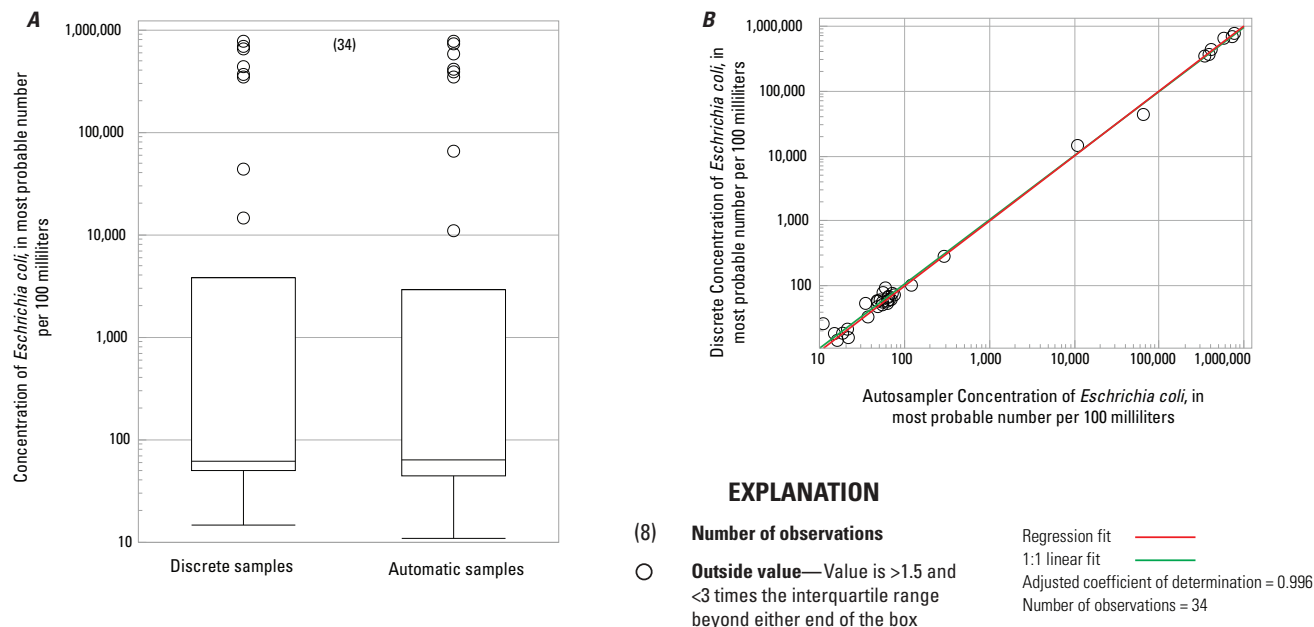 A
Concentration of Eschrichia coli, in most probable number
per 100 milliliters
1,000,000
100,000
10,000
1,000
100
10
(34)
Discrete samples
Automatic samples
B
Discrete Concentration of Eschrichia coli, in
most probable number per 100 milliliters
1,000,000
100,000
10,000
1,000
100
10
100
1,000
10,000
100,000
1,000,000
Autosampler Concentration of Eschrichia coli, in
most probable number per 100 milliliters
EXPLANATION
(8) Number of observations
Outside value—Value is >1.5 and
<3 times the interquartile range
beyond either end of the box
Regression fit
1:1 linear fit
Adjusted coefficient of determination = 0.996
Number of observations = 34